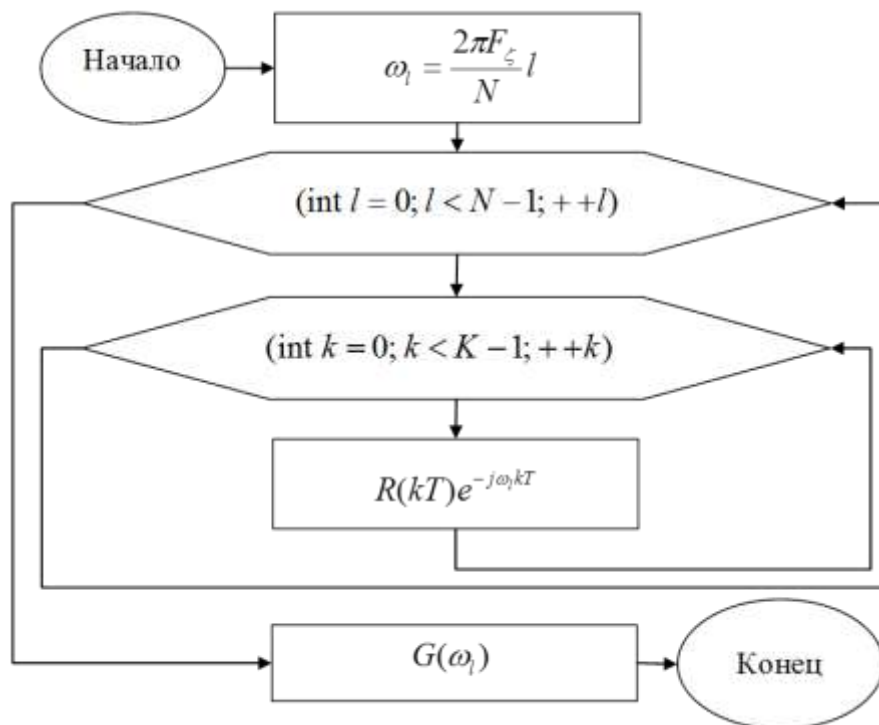 Начало
ω_l = 2πF_ζ / N l
(int l = 0; l < N − 1; + + l)
(int k = 0; k < K − 1; + + k)
R(kT)e^{−jω_l kT}
G(ω_l)
Конец